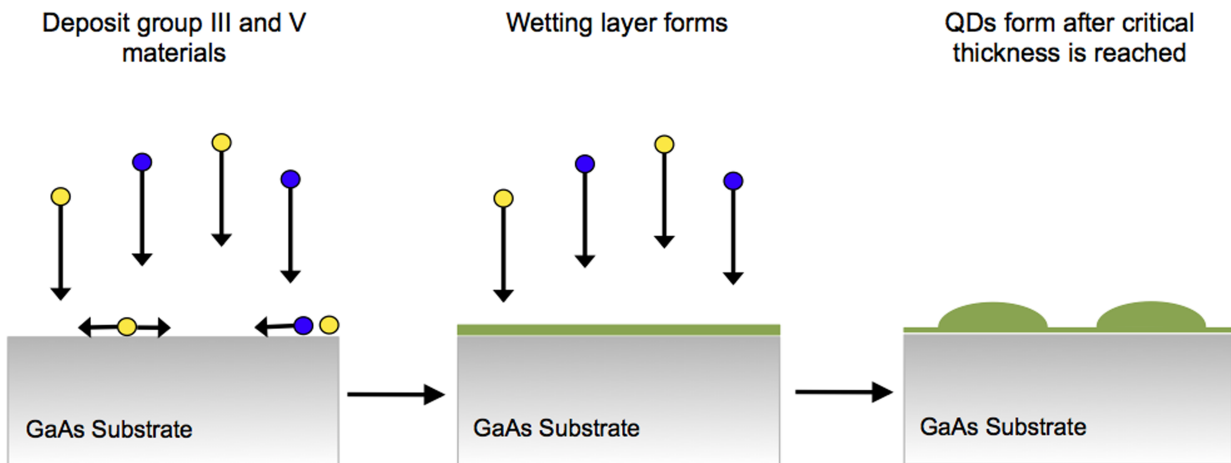 Deposit group III and V
materials
Wetting layer forms
QDs form after critical
thickness is reached
GaAs Substrate
GaAs Substrate
GaAs Substrate